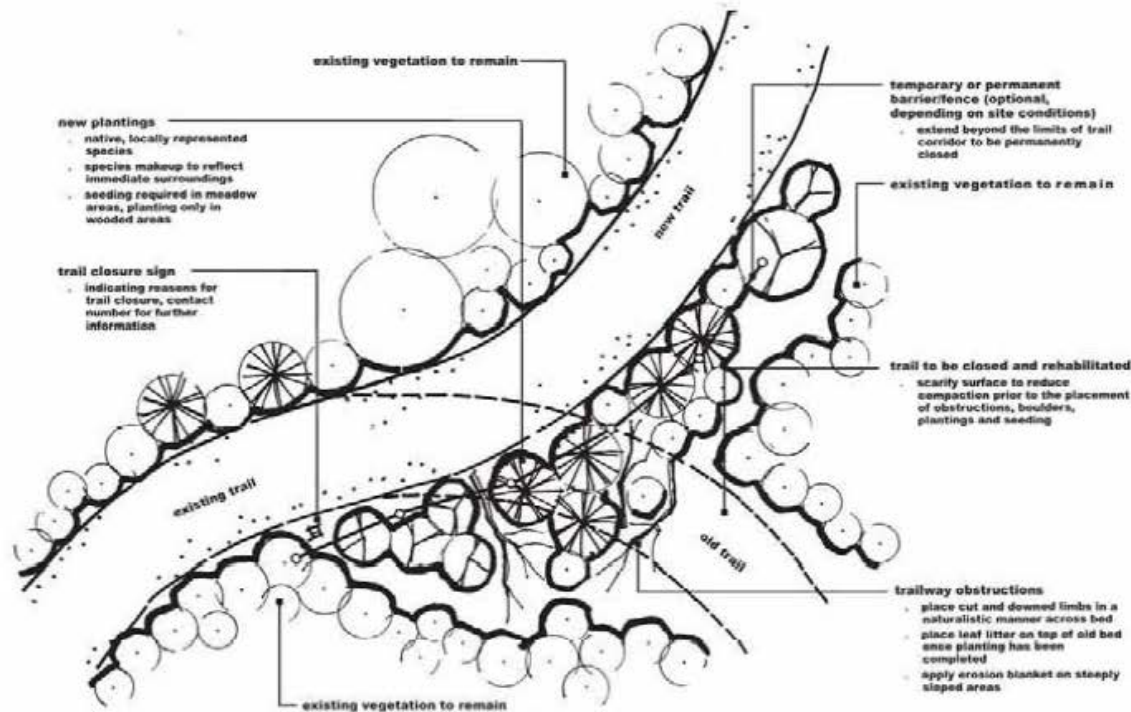 existing vegetation to remain
new plantings
native, locally represented
species
species makeup to reflect
immediate surroundings
seeding required in meadow
areas, planting only in
wooded areas
trail closure sign
indicating reasons for
trail closure, contact
number for further
information
temporary or permanent
barrier/fence (optional,
depending on site conditions)
extend beyond the limits of trail
corridor to be permanently
closed
existing vegetation to remain
new trail
trail to be closed and rehabilitated
scarify surface to reduce
compaction prior to the placement
of obstructions, boulders,
plantings and seeding
existing trail
old trail
trailway obstructions
place cut and downed limbs in a
naturalistic manner across bed
place leaf litter on top of old bed
once planting has been
completed
apply erosion blanket on steeply
sloped areas
existing vegetation to remain